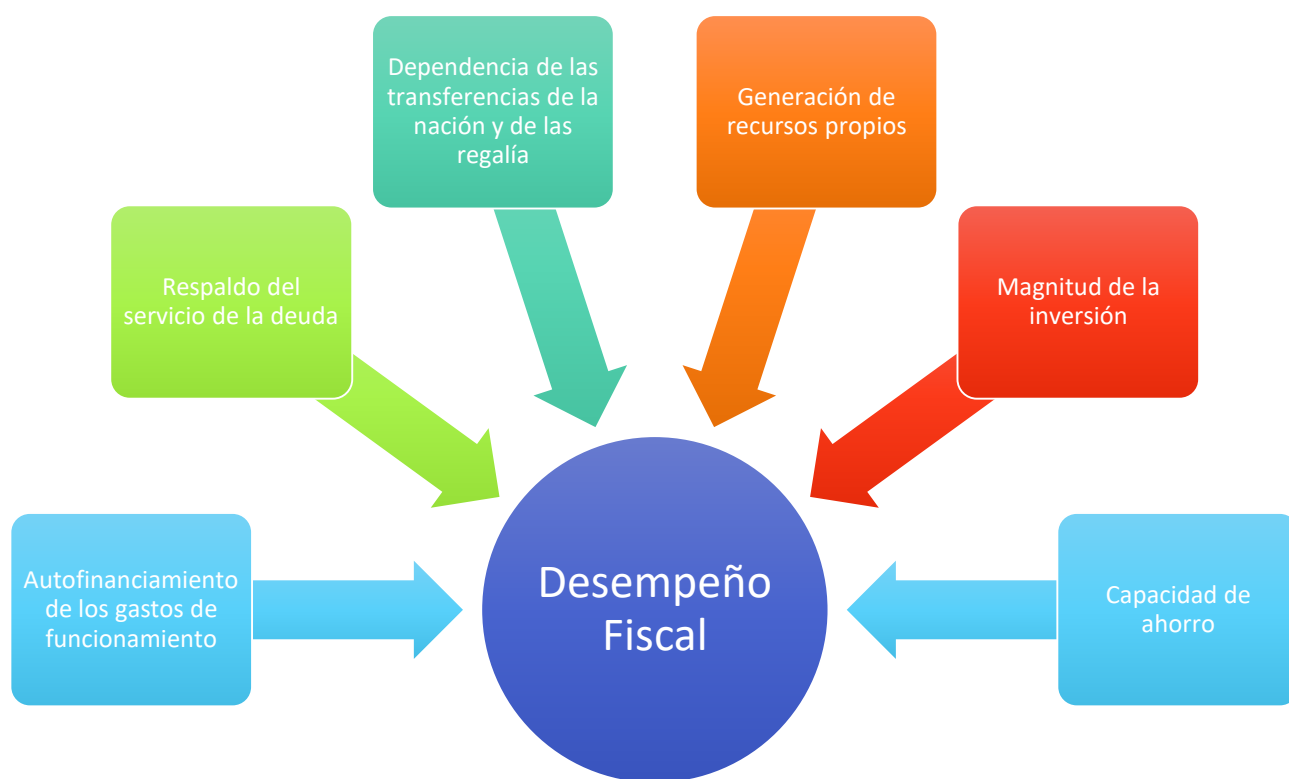 Dependencia de las
transferencias de la
nación y de las
regalía
Generación de
recursos propios
Respaldo del
servicio de la deuda
Magnitud de la
inversión
Autofinanciamiento
de los gastos de
funcionamiento
Desempeño
Fiscal
Capacidad de
ahorro